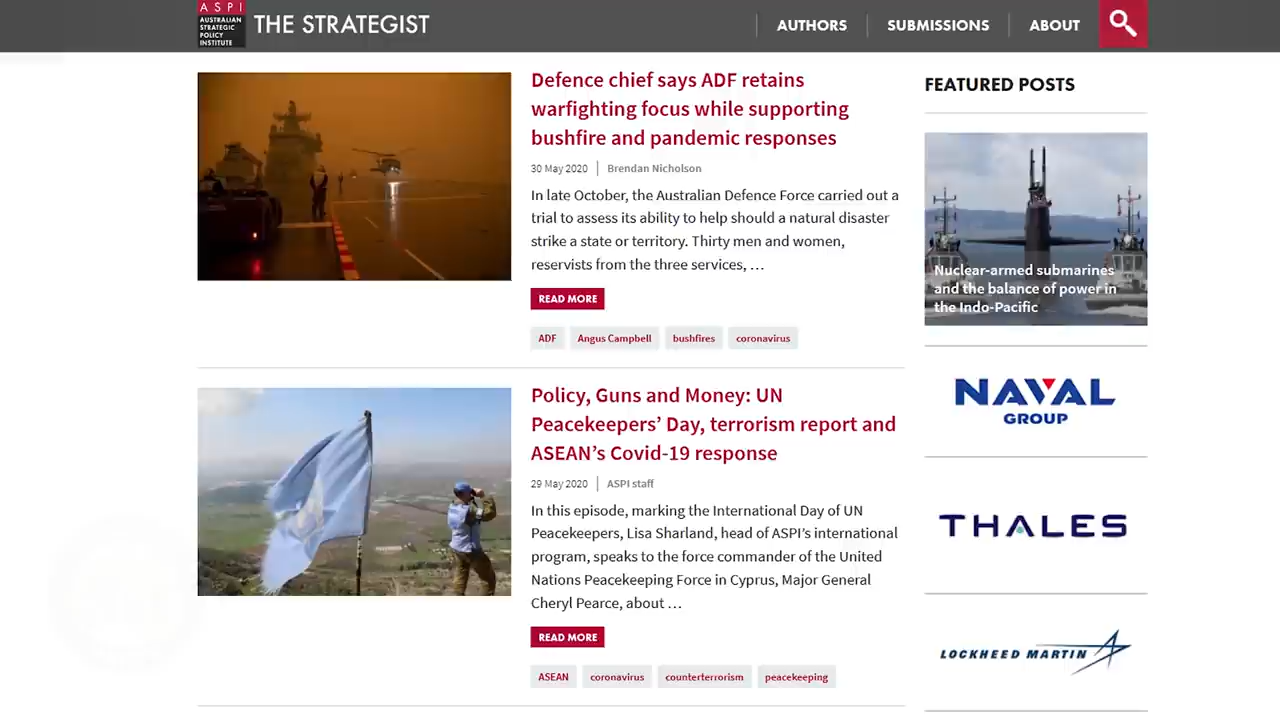 ASPI
AUSTRALIAN
STRATEGIC
POLICY
INSTITUTE
THE STRATEGIST
AUTHORS
SUBMISSIONS
ABOUT
Defence chief says ADF retains
warfighting focus while supporting
bushfire and pandemic responses
30 May 2020 | Brendan Nicholson
In late October, the Australian Defence Force carried out a
trial to assess its ability to help should a natural disaster
strike a state or territory. Thirty men and women,
reservists from the three services, …
READ MORE
ADF
Angus Campbell
bushfires
coronavirus
Policy, Guns and Money: UN
Peacekeepers’ Day, terrorism report and
ASEAN’s Covid-19 response
29 May 2020 | ASPI staff
In this episode, marking the International Day of UN
Peacekeepers, Lisa Sharland, head of ASPI’s international
program, speaks to the force commander of the United
Nations Peacekeeping Force in Cyprus, Major General
Cheryl Pearce, about …
READ MORE
ASEAN
coronavirus
counterterrorism
peacekeeping
FEATURED POSTS
Nuclear-armed submarines
and the balance of power in
the Indo-Pacific
NAVAL
GROUP
THALES
LOCKHEED MARTIN